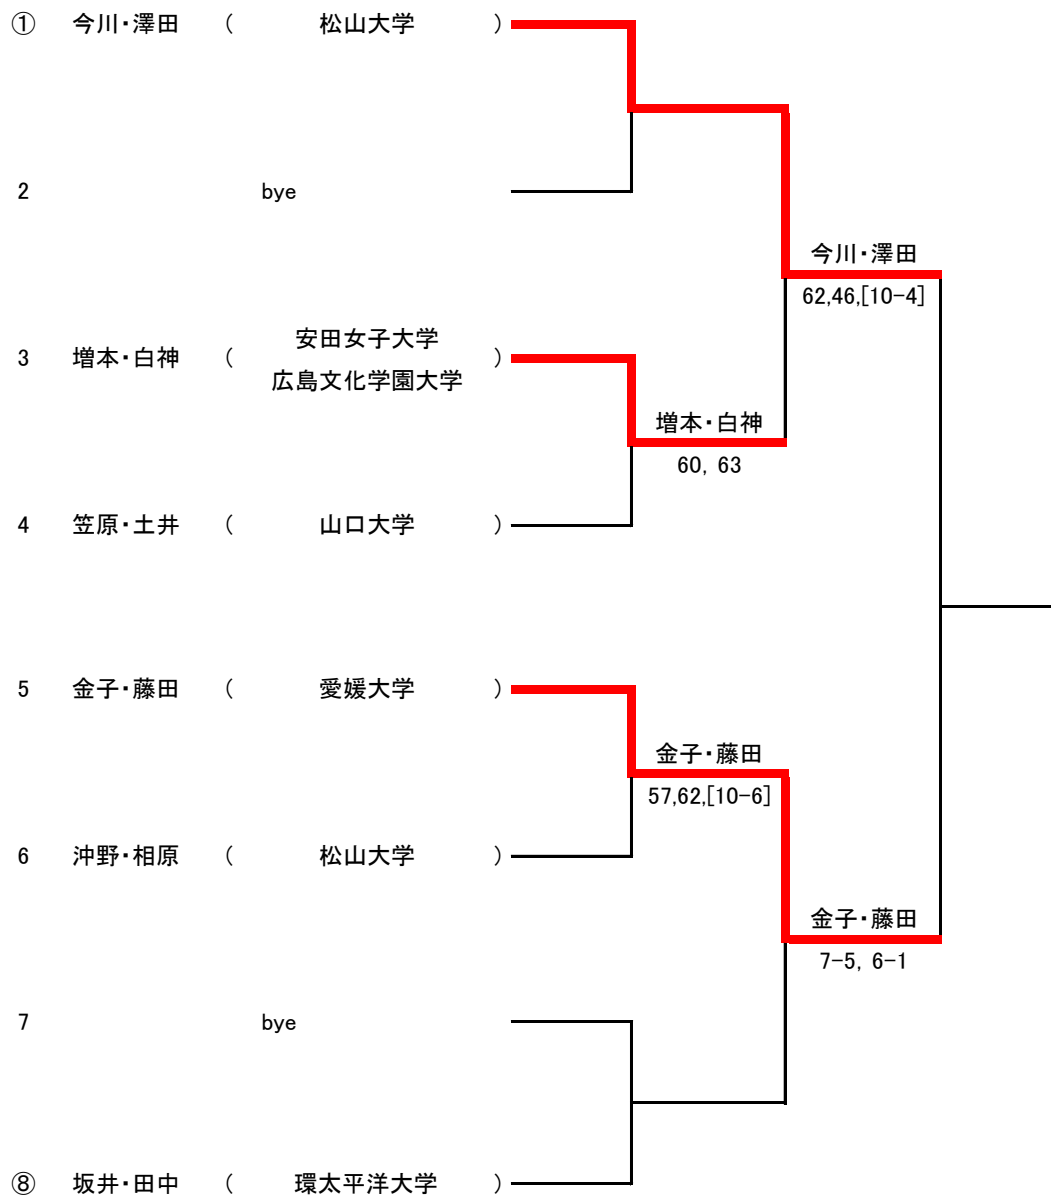 ① 今川・澤田 ( 松山大学 )
2 bye
今川・澤田
62,46,[10-4]
3 増本・白神 ( 安田女子大学 )
広島文化学園大学
増本・白神
60, 63
4 笠原・土井 ( 山口大学 )
5 金子・藤田 ( 愛媛大学 )
金子・藤田
57,62,[10-6]
6 沖野・相原 ( 松山大学 )
金子・藤田
7-5, 6-1
7 bye
⑧ 坂井・田中 ( 環太平洋大学 )